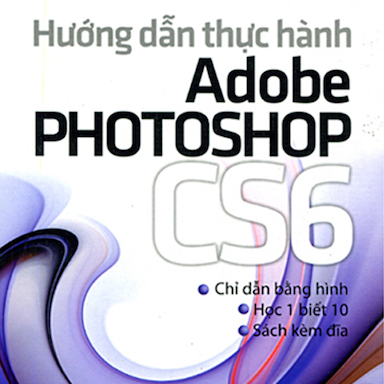 Hướng dẫn thực hành
Adobe
PHOTOSHOP
CS6
Chỉ dẫn bằng hình
Học 1 biết 10
Sách kèm đĩa